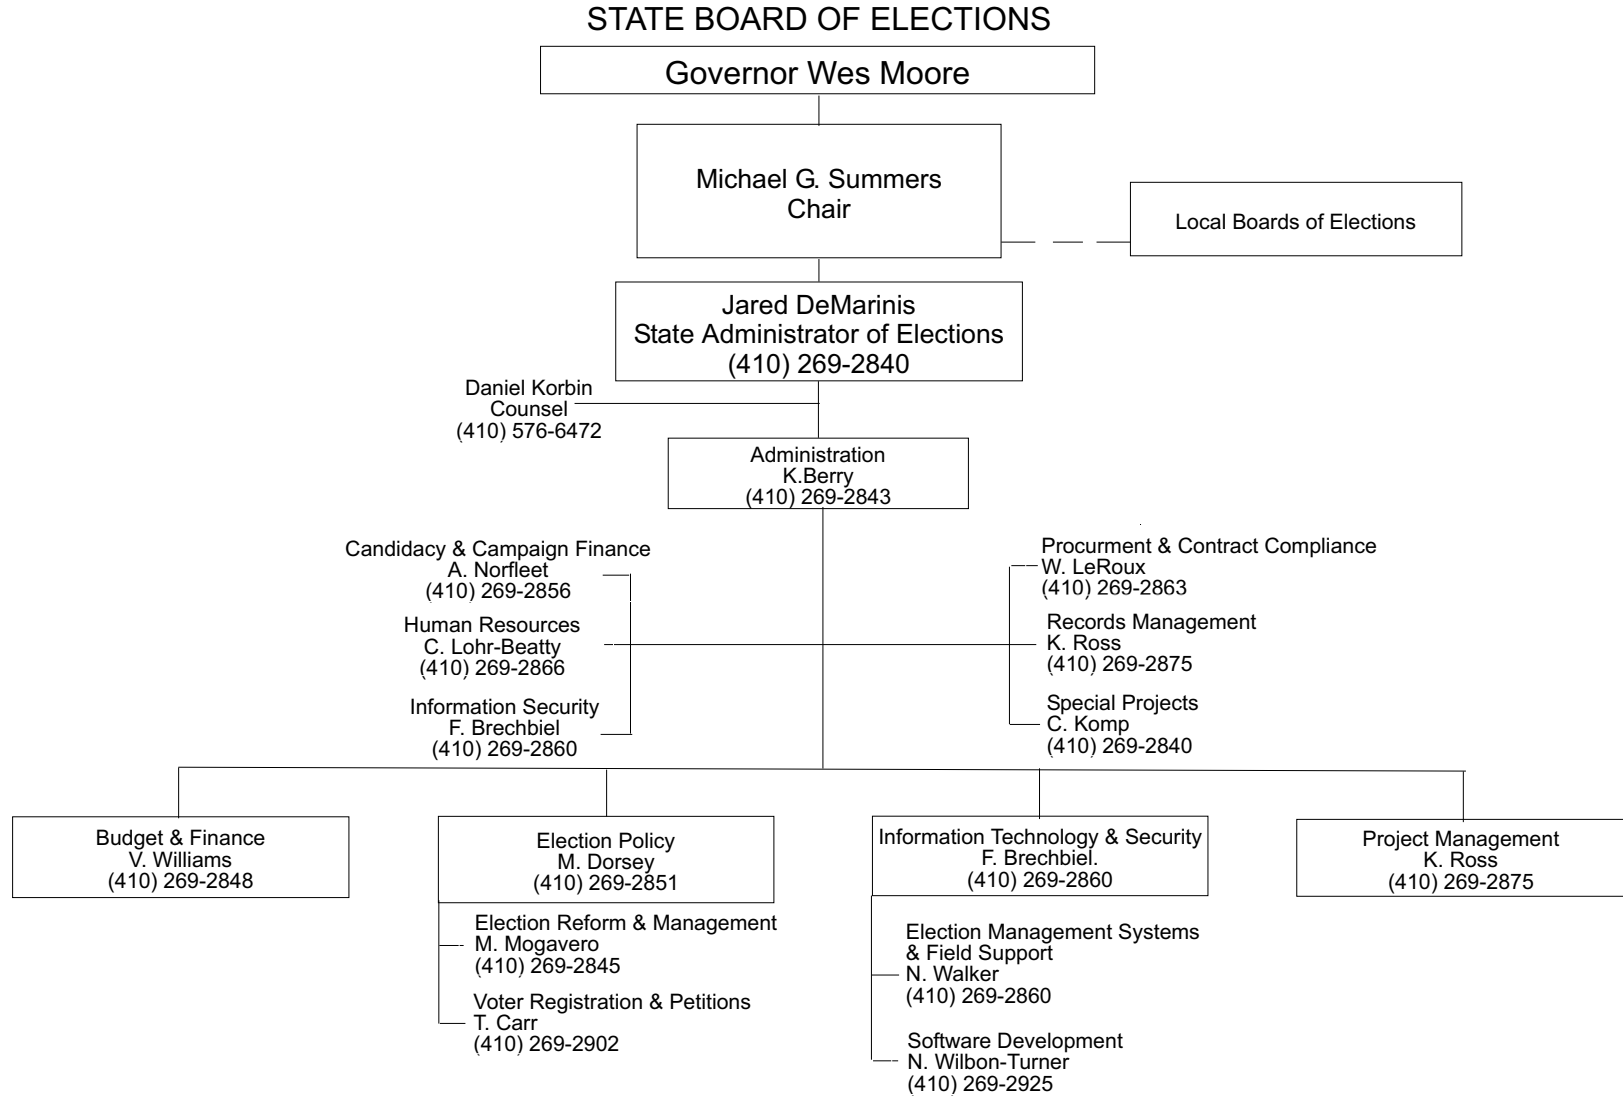 STATE BOARD OF ELECTIONS
Governor Wes Moore
Michael G. Summers
Chair
Local Boards of Elections
Jared DeMarinis
State Administrator of Elections
(410) 269-2840
Daniel Korbin
Counsel
(410) 576-6472
Administration
K.Berry
(410) 269-2843
Candidacy & Campaign Finance
A. Norfleet
(410) 269-2856
Human Resources
C. Lohr-Beatty
(410) 269-2866
Information Security
F. Brechbiel
(410) 269-2860
Procurment & Contract Compliance
W. LeRoux
(410) 269-2863
Records Management
K. Ross
(410) 269-2875
Special Projects
C. Komp
(410) 269-2840
Budget & Finance
V. Williams
(410) 269-2848
Election Policy
M. Dorsey
(410) 269-2851
Election Reform & Management
M. Mogavero
(410) 269-2845
Voter Registration & Petitions
T. Carr
(410) 269-2902
Information Technology & Security
F. Brechbiel.
(410) 269-2860
Election Management Systems
& Field Support
N. Walker
(410) 269-2860
Software Development
N. Wilbon-Turner
(410) 269-2925
Project Management
K. Ross
(410) 269-2875